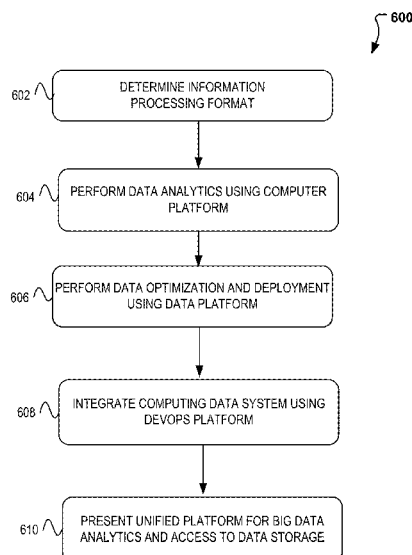 600
602
DETERMINE INFORMATION
PROCESSING FORMAT
604
PERFORM DATA ANALYTICS USING COMPUTER
PLATFORM
606
PERFORM DATA OPTIMIZATION AND DEPLOYMENT
USING DATA PLATFORM
608
INTEGRATE COMPUTING DATA SYSTEM USING
DEVOPS PLATFORM
610
PRESENT UNIFIED PLATFORM FOR BIG DATA
ANALYTICS AND ACCESS TO DATA STORAGE